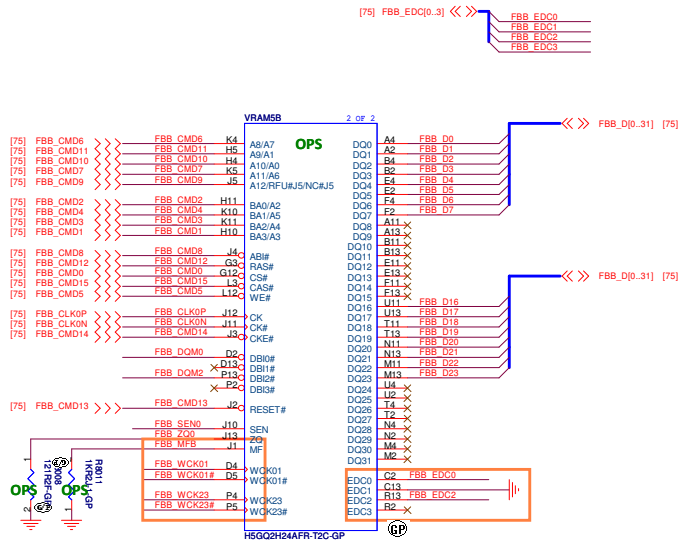 [75] FBB_EDC[0..3]
FBB_EDC0
FBB_EDC1
FBB_EDC2
FBB_EDC3
VRAM5B
2 OF 2
OPS
[75] FBB_CMD6 FBB_CMD6 K4 A8/A7
[75] FBB_CMD11 FBB_CMD11 H5 A9/A1
[75] FBB_CMD10 FBB_CMD10 H4 A10/A0
[75] FBB_CMD7 FBB_CMD7 K5 A11/A6
[75] FBB_CMD9 FBB_CMD9 J5 A12/RFU#J5/NC#J5
[75] FBB_CMD2 FBB_CMD2 H11 BA0/A2
[75] FBB_CMD4 FBB_CMD4 K10 BA1/A5
[75] FBB_CMD3 FBB_CMD3 K11 BA2/A4
[75] FBB_CMD1 FBB_CMD1 H10 BA3/A3
[75] FBB_CMD8 FBB_CMD8 J4 ABI#
[75] FBB_CMD12 FBB_CMD12 G3 RAS#
[75] FBB_CMD0 FBB_CMD0 G12 CS#
[75] FBB_CMD15 FBB_CMD15 L3 CAS#
[75] FBB_CMD5 FBB_CMD5 L12 WE#
[75] FBB_CLK0P FBB_CLK0P J12 CK
[75] FBB_CLK0N FBB_CLK0N J11 CK#
[75] FBB_CMD14 FBB_CMD14 J3 CKE#
FBB_DQM0 D2 DBI0#
D13 DBI1#
FBB_DQM2 P13 DBI2#
P2 DBI3#
[75] FBB_CMD13 FBB_CMD13 J2 RESET#
FBB_SEN0 J10 SEN
FBB_ZQ0 J13 ZQ
FBB_MFB J1 MF
FBB_WCK01 D4 WCK01
FBB_WCK01# D5 WCK01#
FBB_WCK23 P4 WCK23
FBB_WCK23# P5 WCK23#
DQ0 A4 FBB_D0
DQ1 A2 FBB_D1
DQ2 B4 FBB_D2
DQ3 B2 FBB_D3
DQ4 E4 FBB_D4
DQ5 E2 FBB_D5
DQ6 F4 FBB_D6
DQ7 F2 FBB_D7
FBB_D[0..31] [75]
DQ8 A11
DQ9 A13
DQ10 B11
DQ11 B13
DQ12 E11
DQ13 E13
DQ14 F11
DQ15 F13
DQ16 U11 FBB_D16
DQ17 U13 FBB_D17
DQ18 T11 FBB_D18
DQ19 T13 FBB_D19
DQ20 N11 FBB_D20
DQ21 N13 FBB_D21
DQ22 M11 FBB_D22
DQ23 M13 FBB_D23
FBB_D[0..31] [75]
DQ24 U4
DQ25 U2
DQ26 T4
DQ27 T2
DQ28 N4
DQ29 N2
DQ30 M4
DQ31 M2
EDC0 C2 FBB_EDC0
EDC1 C13
EDC2 R13 FBB_EDC2
EDC3 R2
GP
H5GQ2H24AFR-T2C-GP
1
2
OPS
1
2
R8011
OPS